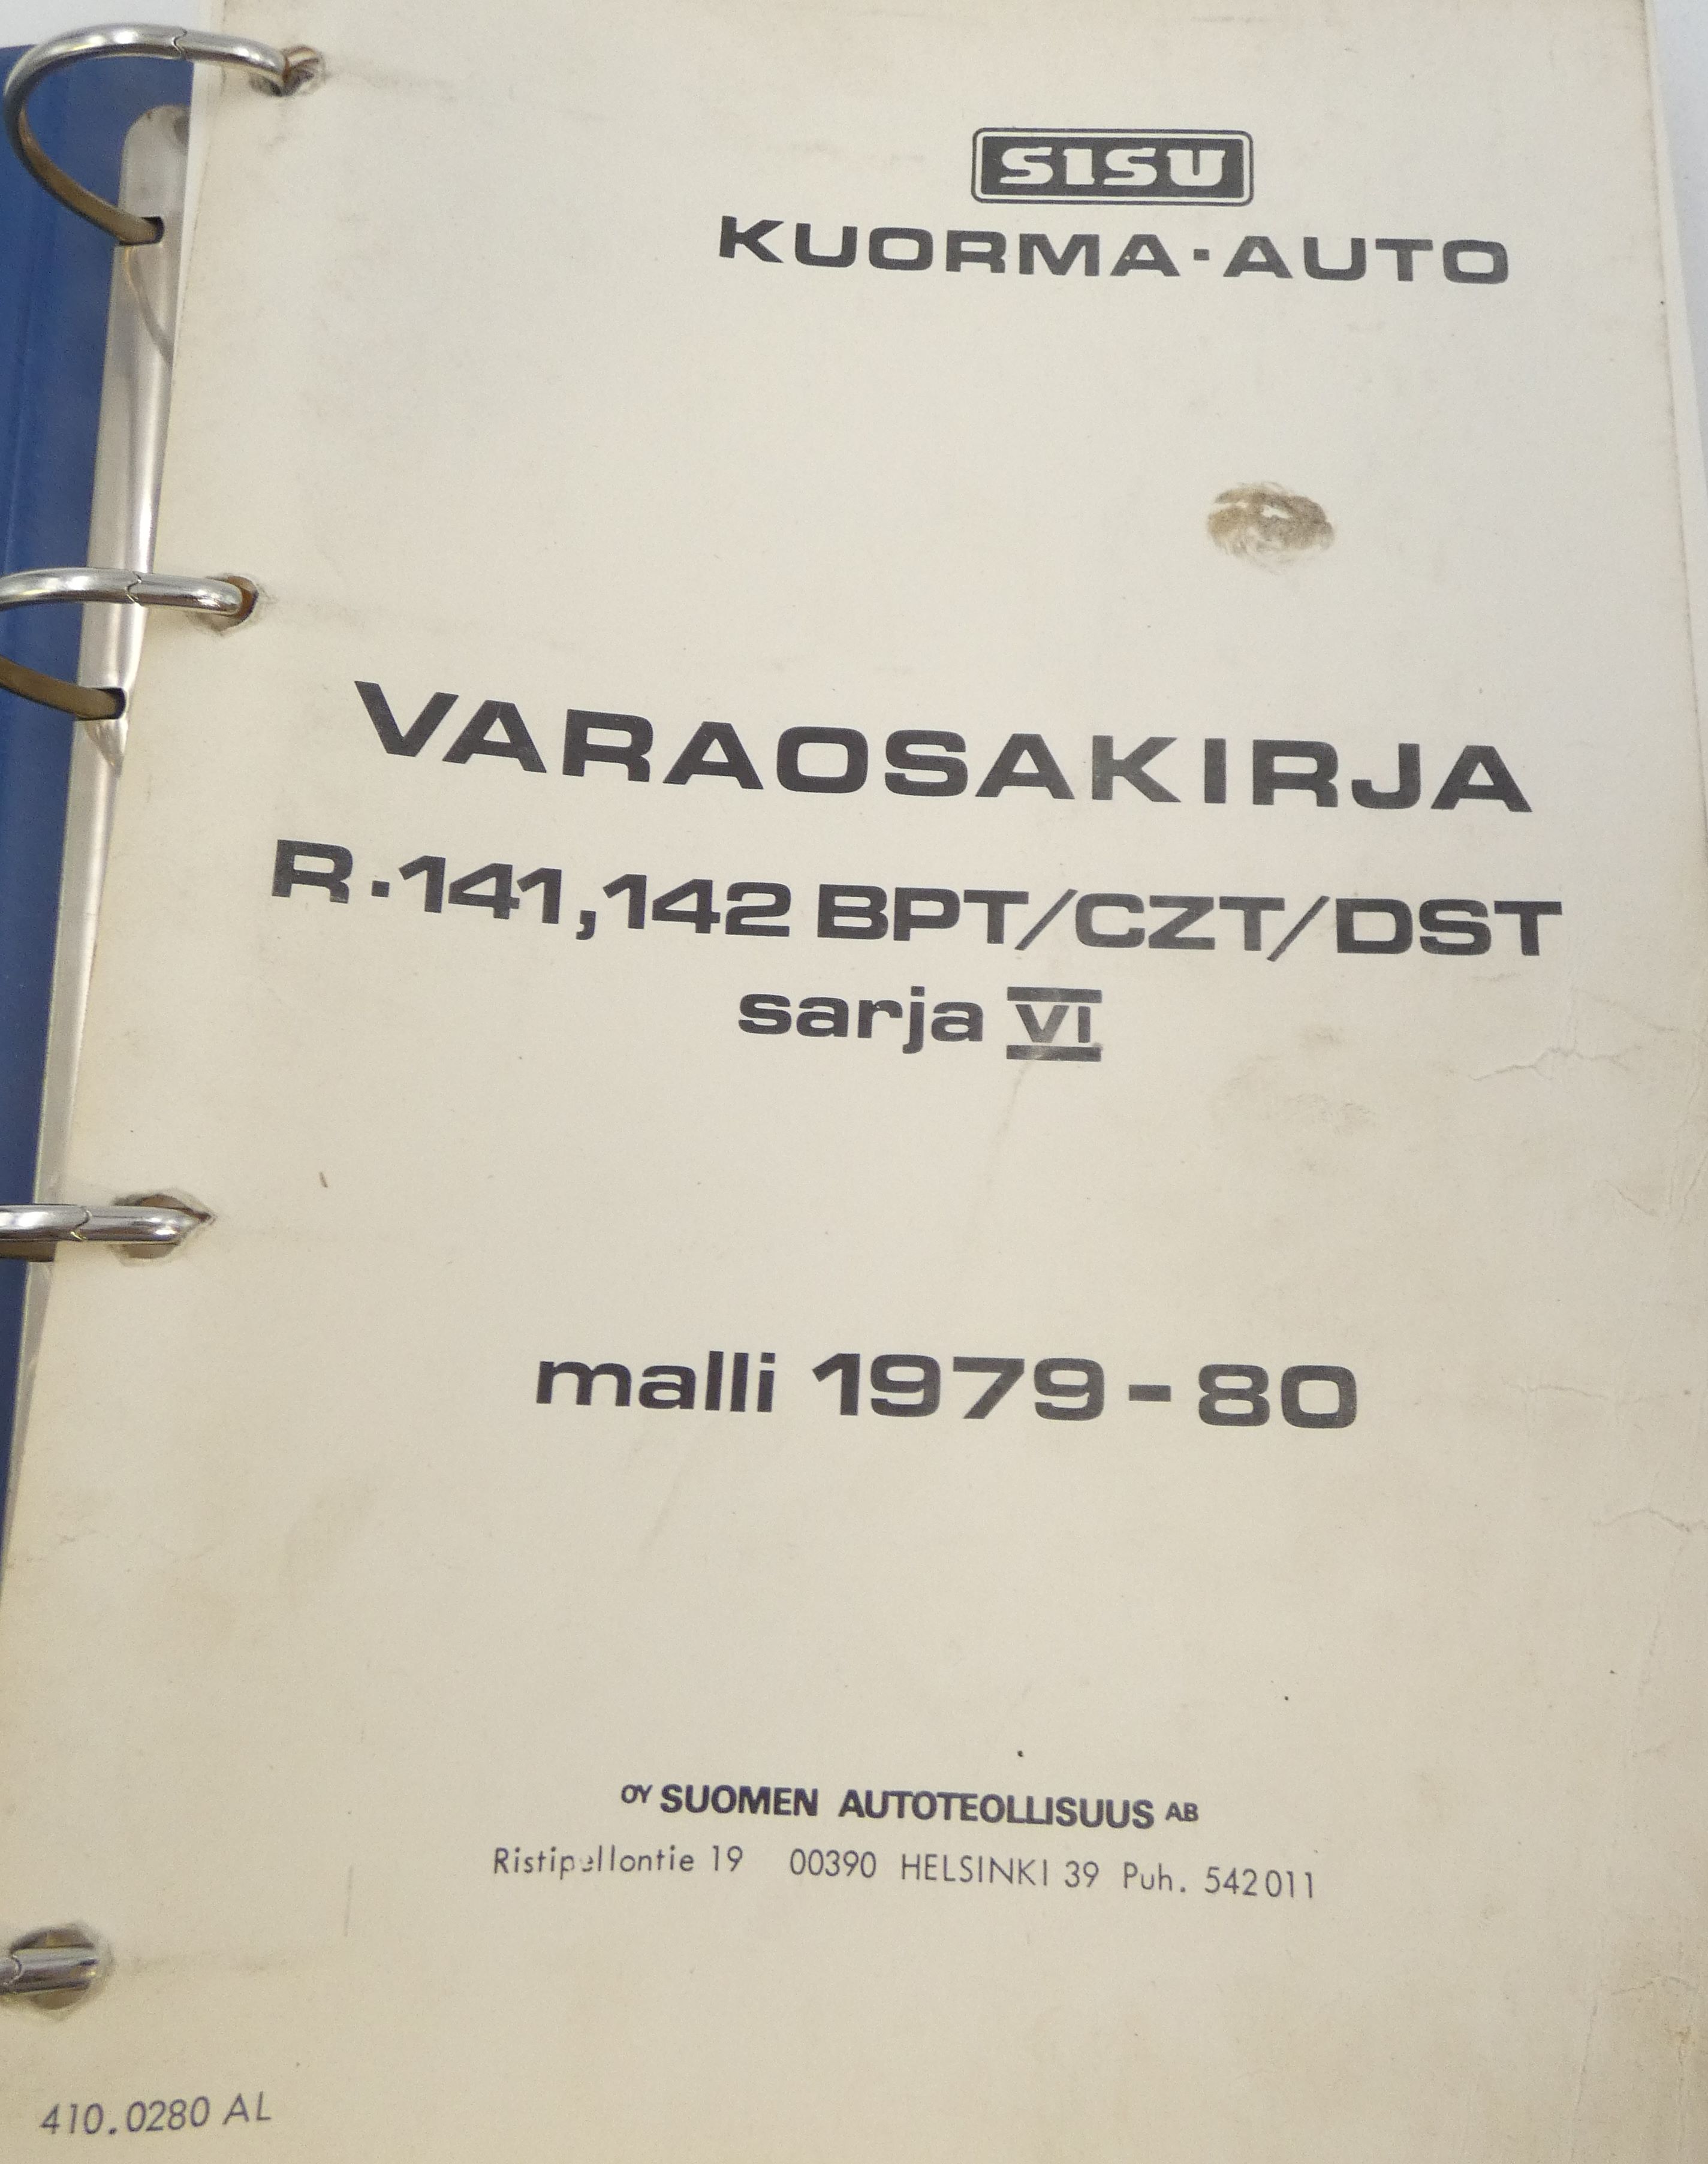 SISU
KUORMA-AUTO
VARAOSAKIRJA
R-141,142 BPT/CZT/DST
sarja VI
malli 1979-80
OY SUOMEN AUTOTEOLLISUUS AB
Ristipellontie 19 00390 HELSINKI 39 Puh. 542011
410.0280 AL